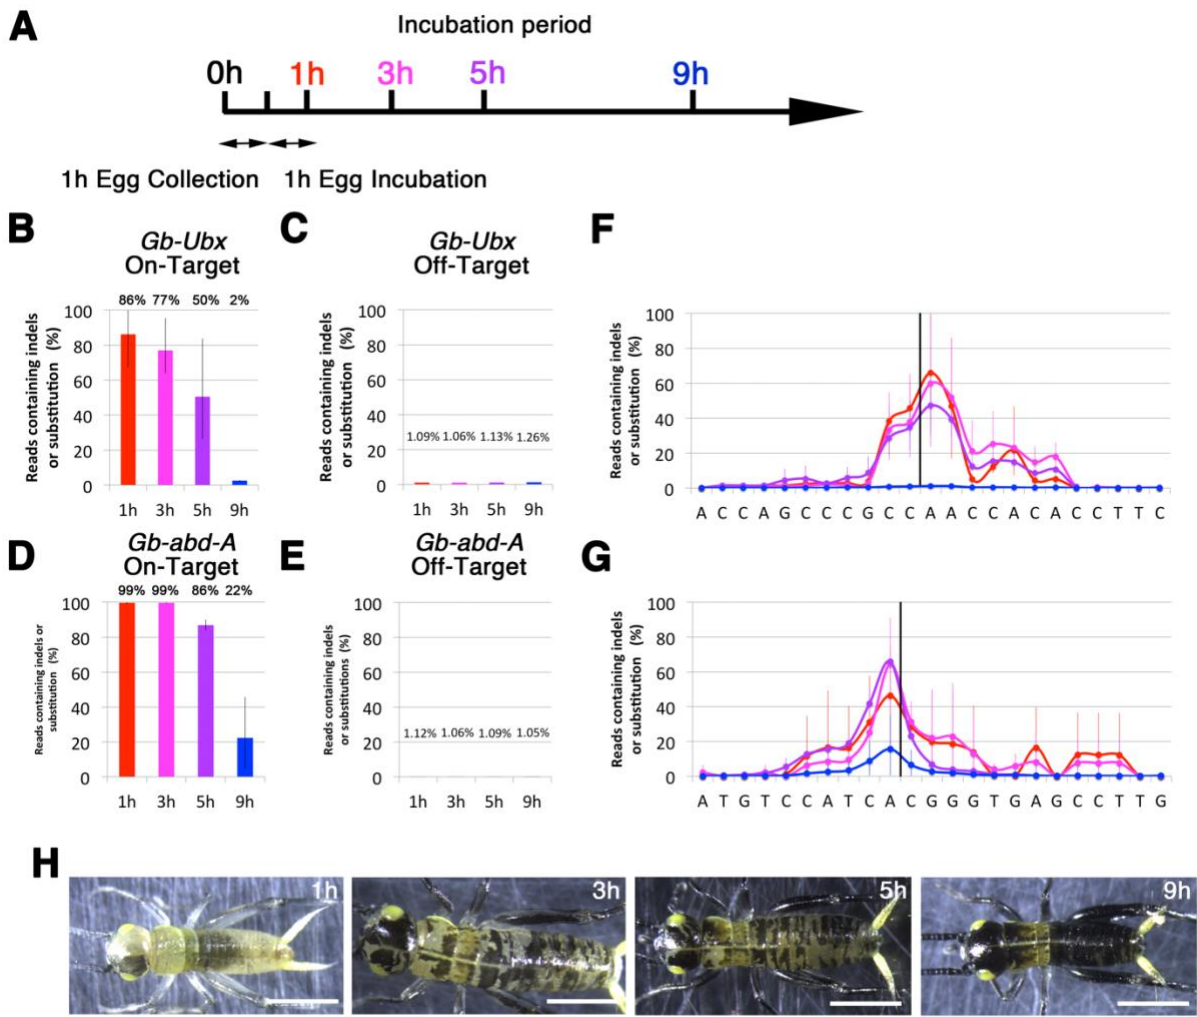 A
Incubation period
0h 1h 3h 5h 9h
1h Egg Collection 1h Egg Incubation
B
Gb-Ubx
On-Target
Reads containing indels
or substitution (%)
86% 77% 50% 2%
100
80
60
40
20
0
1h 3h 5h 9h
C
Gb-Ubx
Off-Target
Reads containing indels
or substitution (%)
100
80
60
40
20
0
1.09% 1.06% 1.13% 1.26%
1h 3h 5h 9h
F
Reads containing indels
or substitution (%)
100
80
60
40
20
0
A C C A G C C C G C C A A C C A C A C C T T C
D
Gb-abd-A
On-Target
Reads containing indels or
substitution (%)
99% 99% 86% 22%
100
80
60
40
20
0
1h 3h 5h 9h
E
Gb-abd-A
Off-Target
Reads containing indels
or substitutions (%)
100
80
60
40
20
0
1.12% 1.06% 1.09% 1.05%
1h 3h 5h 9h
G
Reads containing indels
or substitution (%)
100
80
60
40
20
0
A T G T C C A T C A C G G G T G A G C C T T G
H
1h 3h 5h 9h